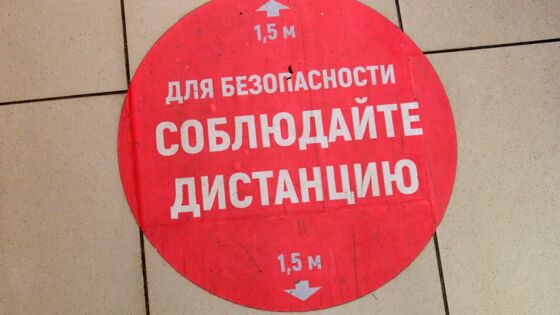 1,5 м
ДЛЯ БЕЗОПАСНОСТИ
СОБЛЮДАЙТЕ
ДИСТАНЦИЮ
1,5 м